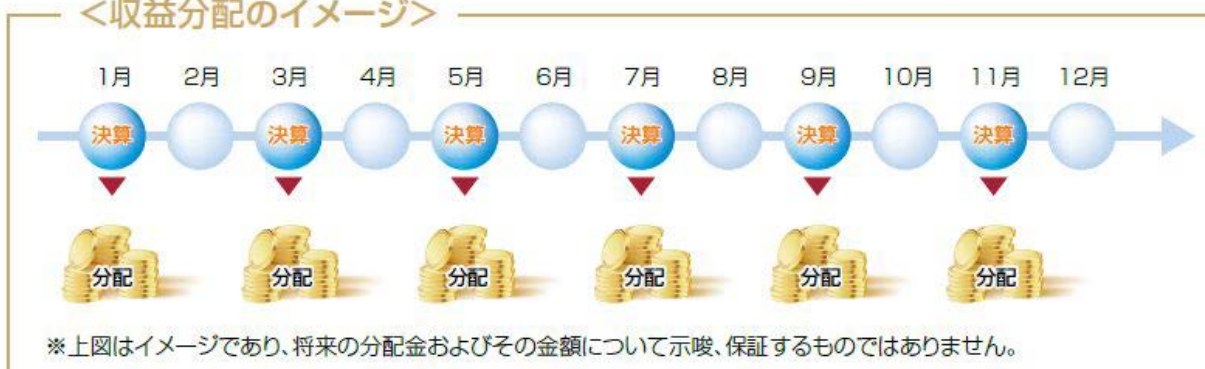 <収益分配のイメージ>
1月 2月 3月 4月 5月 6月 7月 8月 9月 10月 11月 12月
決算 決算 決算 決算 決算 決算
分配 分配 分配 分配 分配 分配
※上図はイメージであり、将来の分配金およびその金額について示唆、保証するものではありません。